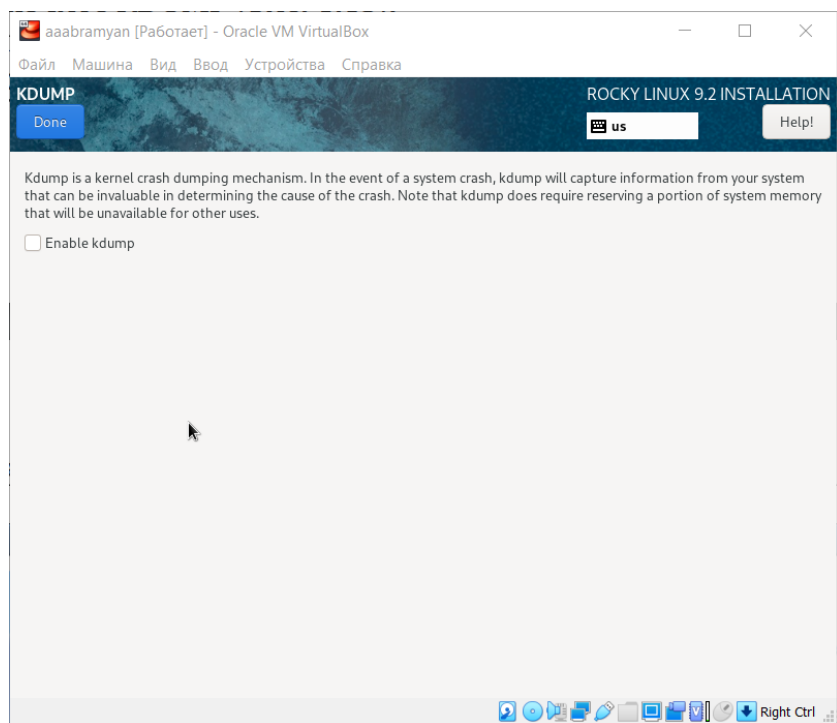 aaabramyan [Работает] - Oracle VM VirtualBox
Файл Машина Вид Ввод Устройства Справка
KDUMP
ROCKY LINUX 9.2 INSTALLATION
Done
us
Help!
Kdump is a kernel crash dumping mechanism. In the event of a system crash, kdump will capture information from your system
that can be invaluable in determining the cause of the crash. Note that kdump does require reserving a portion of system memory
that will be unavailable for other uses.
Enable kdump
Right Ctrl